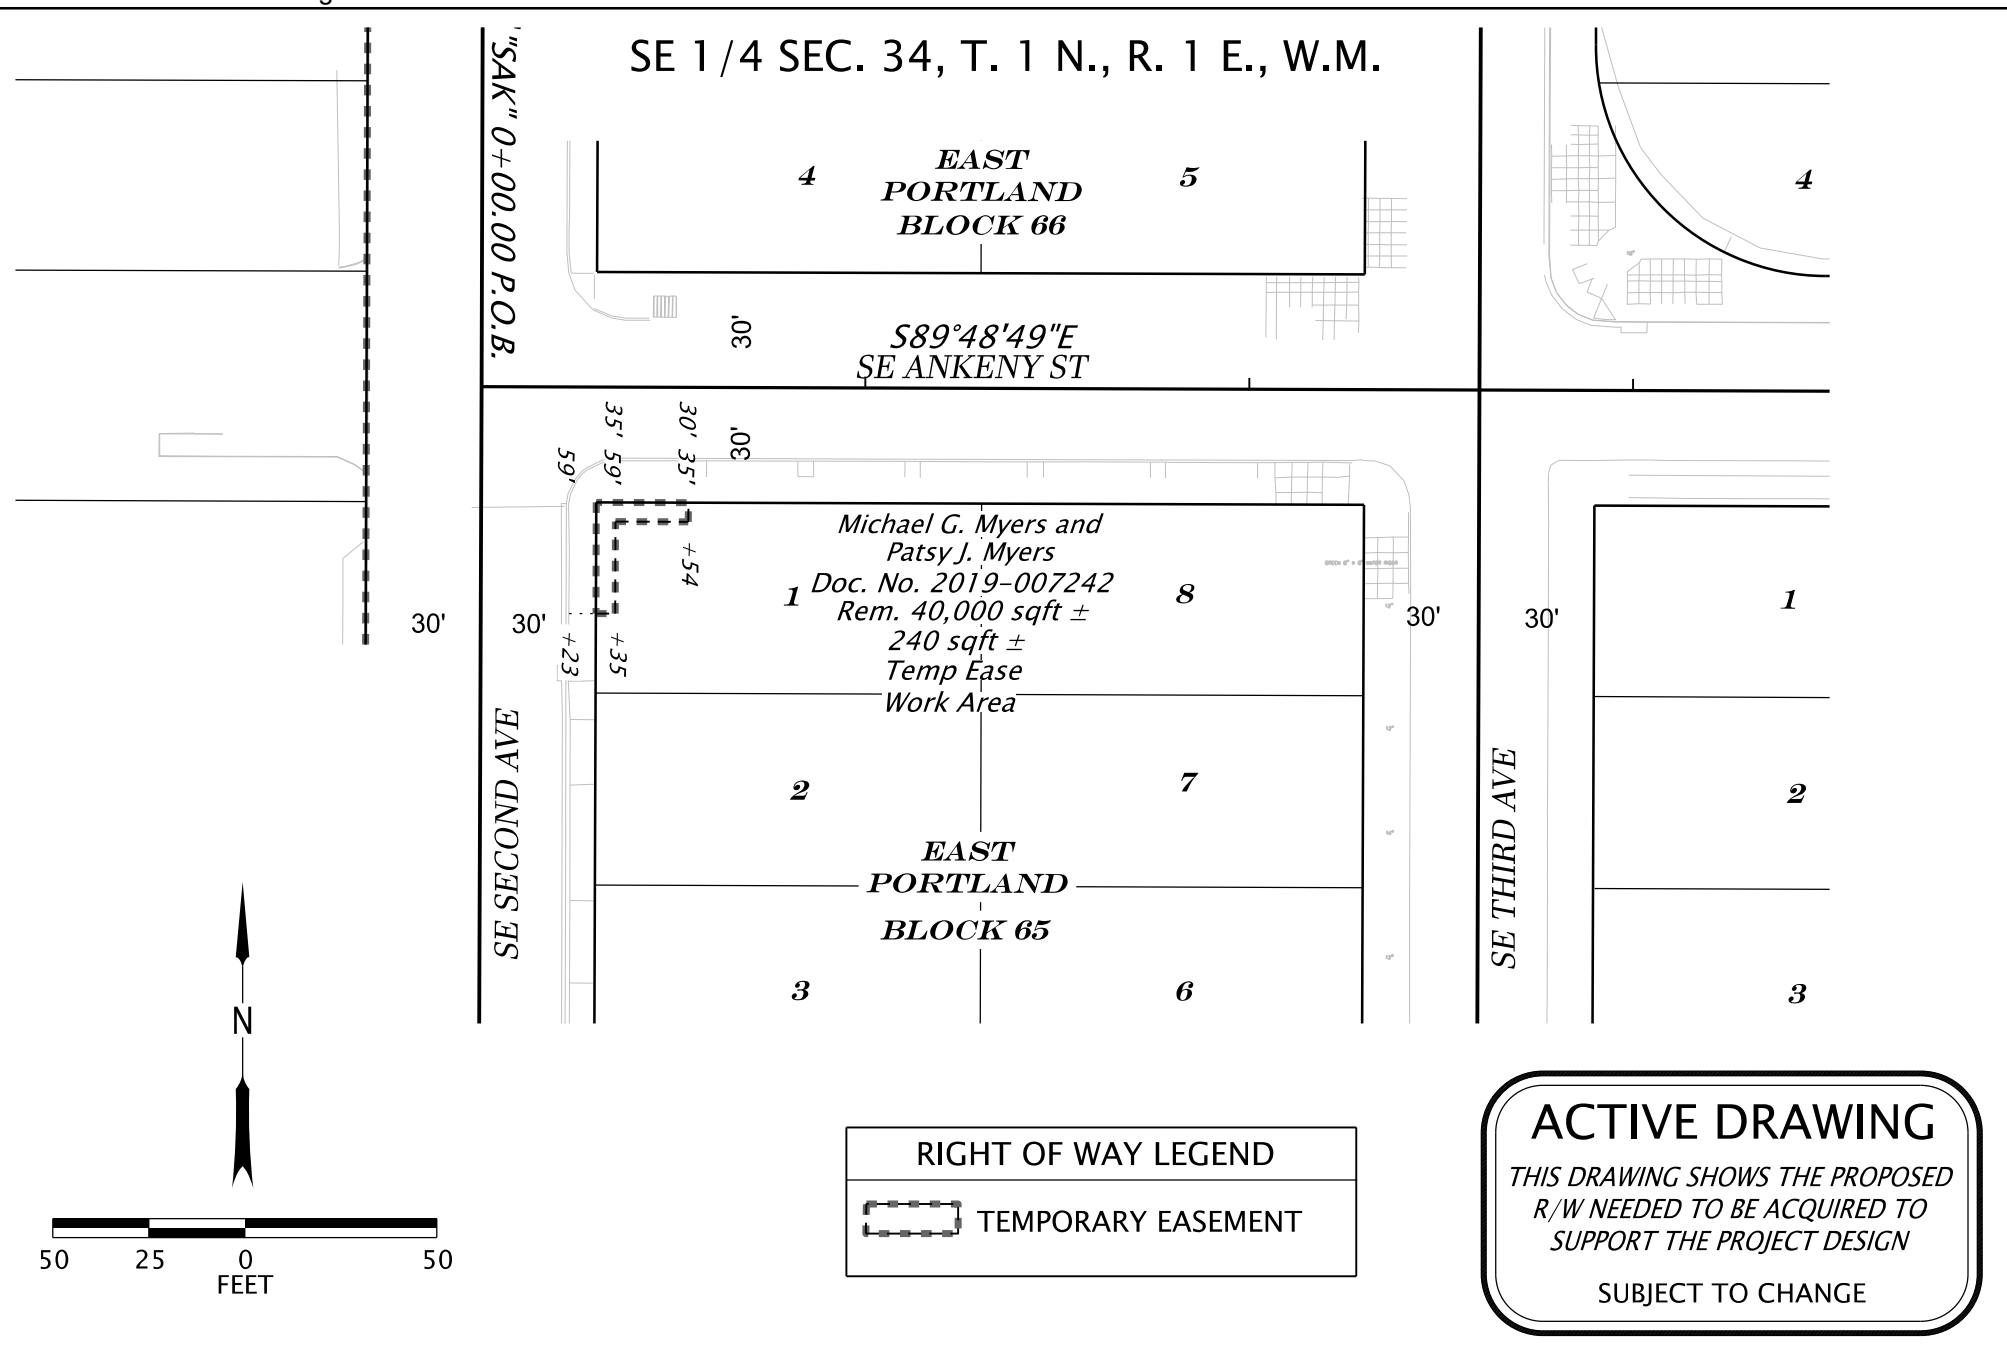 SE 1/4 SEC. 34, T. 1 N., R. 1 E., W.M.
"SAK" 0+00.00 P.O.B.
4
EAST
PORTLAND
BLOCK 66
5
4
30'
S89°48'49"E
SE ANKENY ST
30'
59'
35' 59'
30' 35'
+54
+23
+35
Michael G. Myers and
Patsy J. Myers
Doc. No. 2019-007242
Rem. 40,000 sqft ±
240 sqft ±
Temp Ease
Work Area
1
8
1
30'
30'
30'
30'
SE SECOND AVE
SE THIRD AVE
2
7
2
EAST
PORTLAND
BLOCK 65
3
6
3
N
50 25 0 50
FEET
RIGHT OF WAY LEGEND
TEMPORARY EASEMENT
ACTIVE DRAWING
THIS DRAWING SHOWS THE PROPOSED
R/W NEEDED TO BE ACQUIRED TO
SUPPORT THE PROJECT DESIGN
SUBJECT TO CHANGE